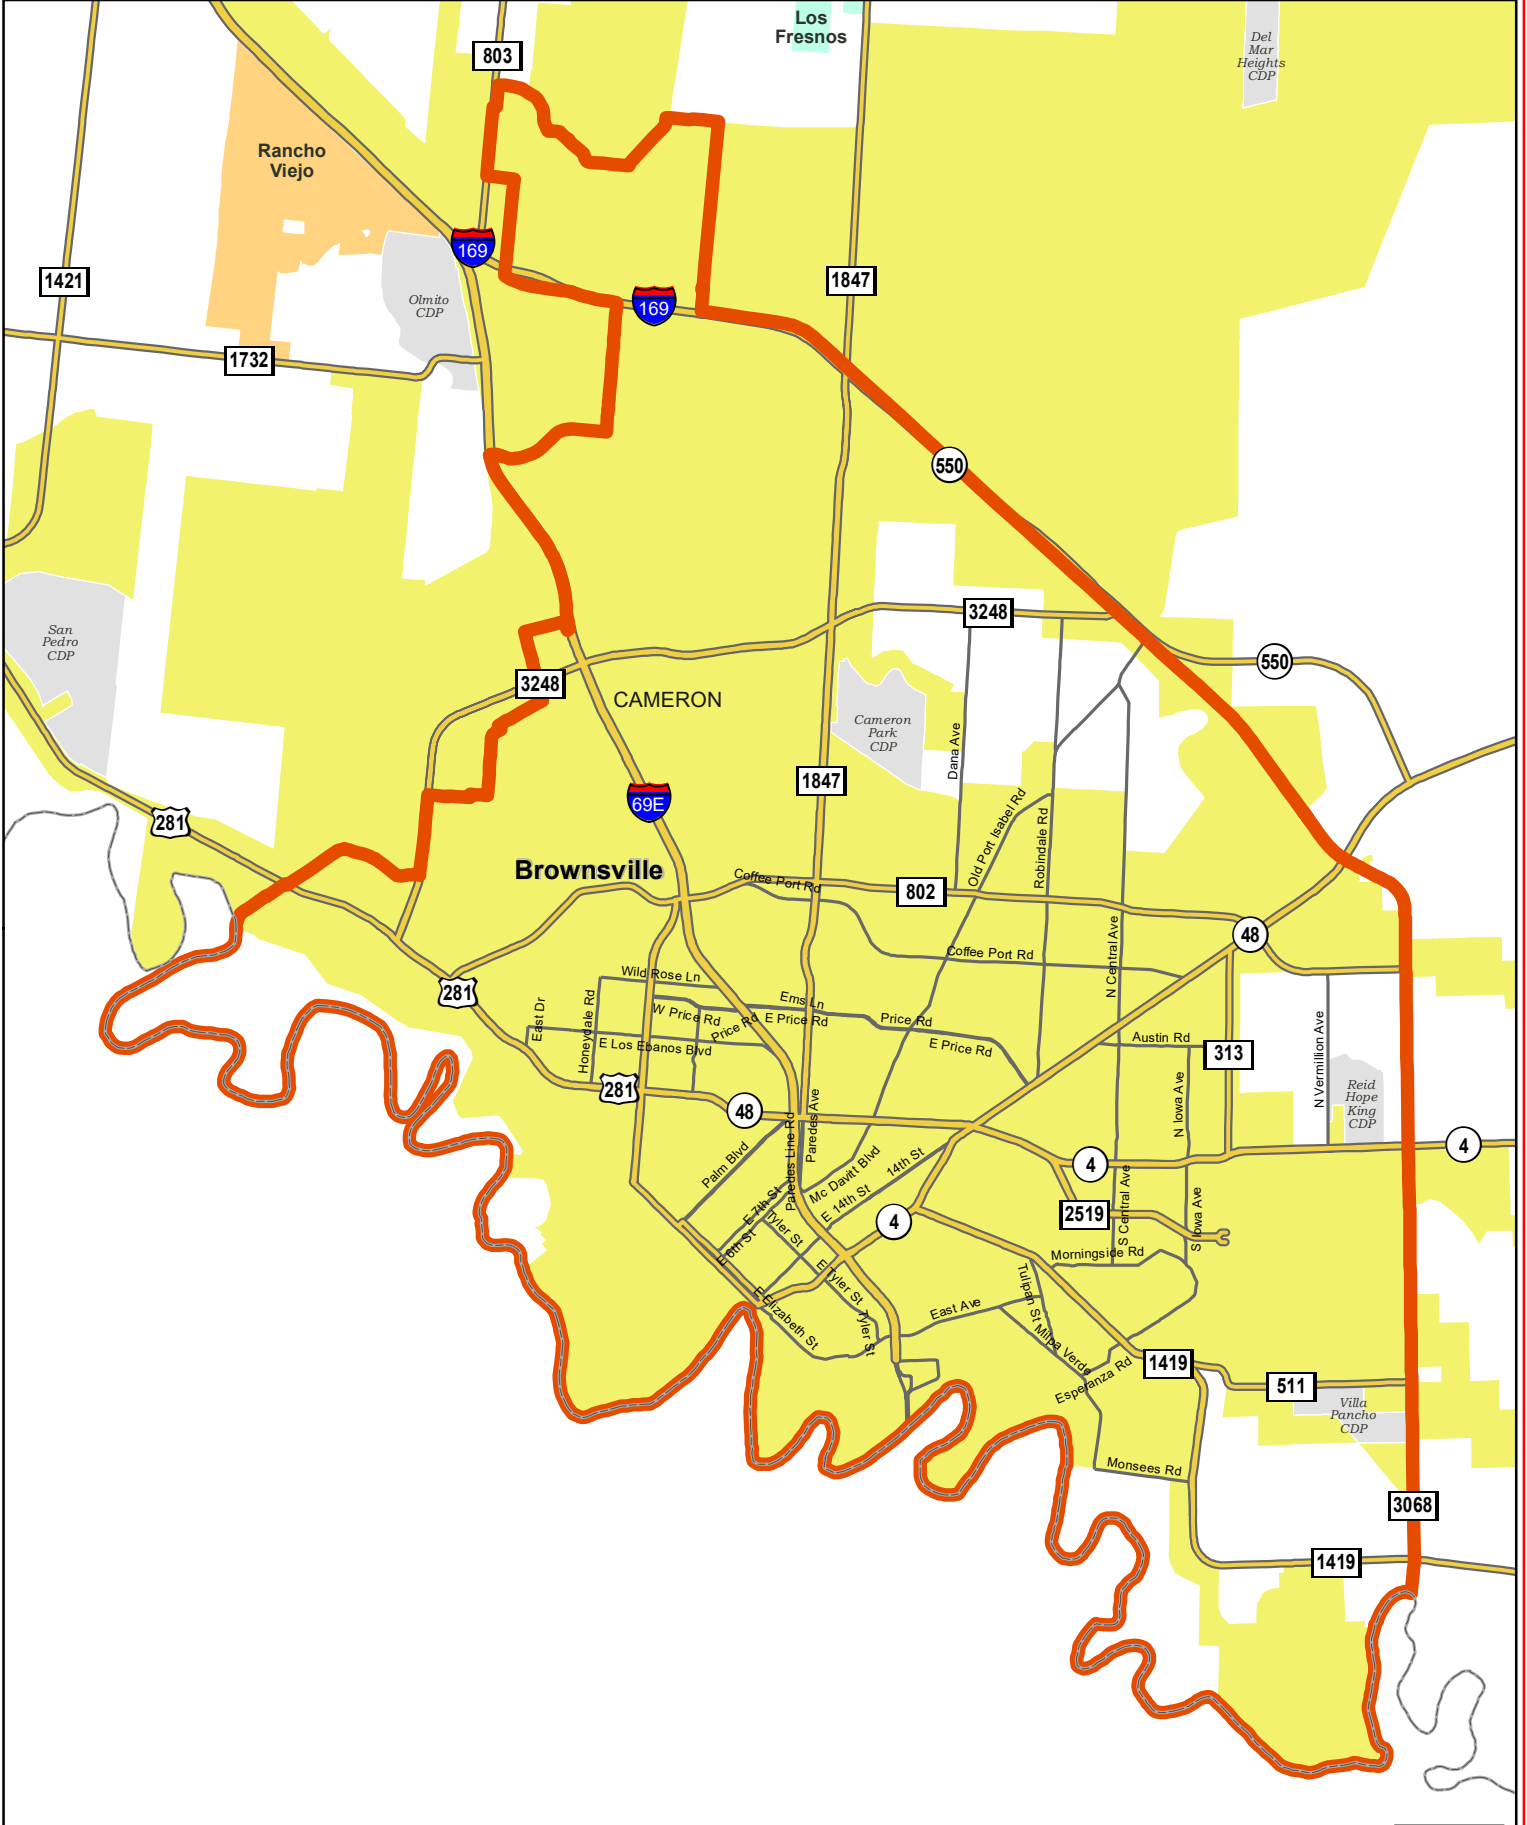 Los
Fresnos
803
Del
Mar
Heights
CDP
Rancho
Viejo
169
1421
Olmito
CDP
169
1847
1732
550
3248
San
Pedro
CDP
550
3248
CAMERON
Cameron
Park
CDP
Dana Ave
1847
69E
281
Old Port Isabel Rd
Robindale Rd
Brownsville
Coffee Port Rd
802
48
N Central Ave
Coffee Port Rd
Wild Rose Ln
281
East Dr
Honeydale Rd
W Price Rd
Price Rd
Ems Ln
E Price Rd
Price Rd
E Price Rd
E Los Ebanos Blvd
Austin Rd
313
N Vermillion Ave
Reid
Hope
King
CDP
281
48
N Iowa Ave
Paredes Line Rd
Paredes Ave
4
4
Palm Blvd
Mc Davitt Blvd
14th St
E 14th St
E 7th St
E 6th St
Tyler St
4
2519
S Central Ave
S Iowa Ave
Morningside Rd
E Tyler St
Tyler St
E Elizabeth St
East Ave
Tulipan St
Milpa Verde
Esperanza Rd
1419
511
Villa
Pancho
CDP
Monsees Rd
3068
1419